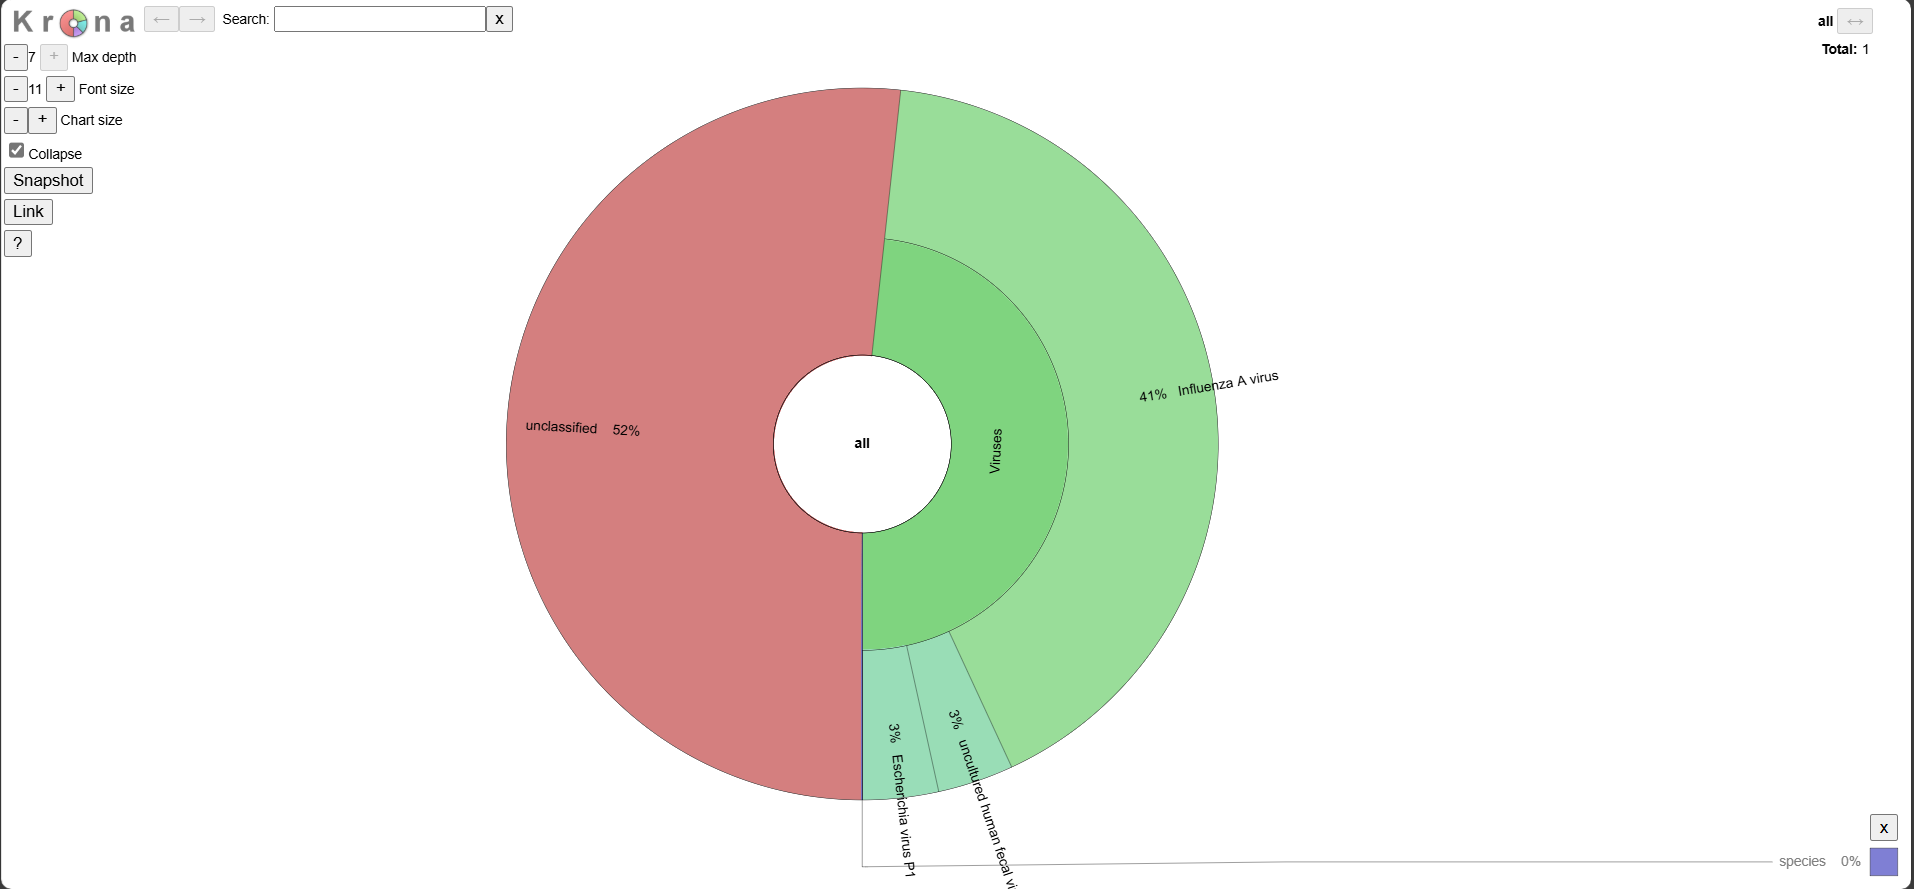 Krona
← → Search: x
all ↔
Total: 1
- 7 + Max depth
- 11 + Font size
- + Chart size
Collapse
Snapshot
Link
?
unclassified 52%
all
Viruses
41% Influenza A virus
3% Escherichia virus P1
3% uncultured human fecal vi
x
species 0%